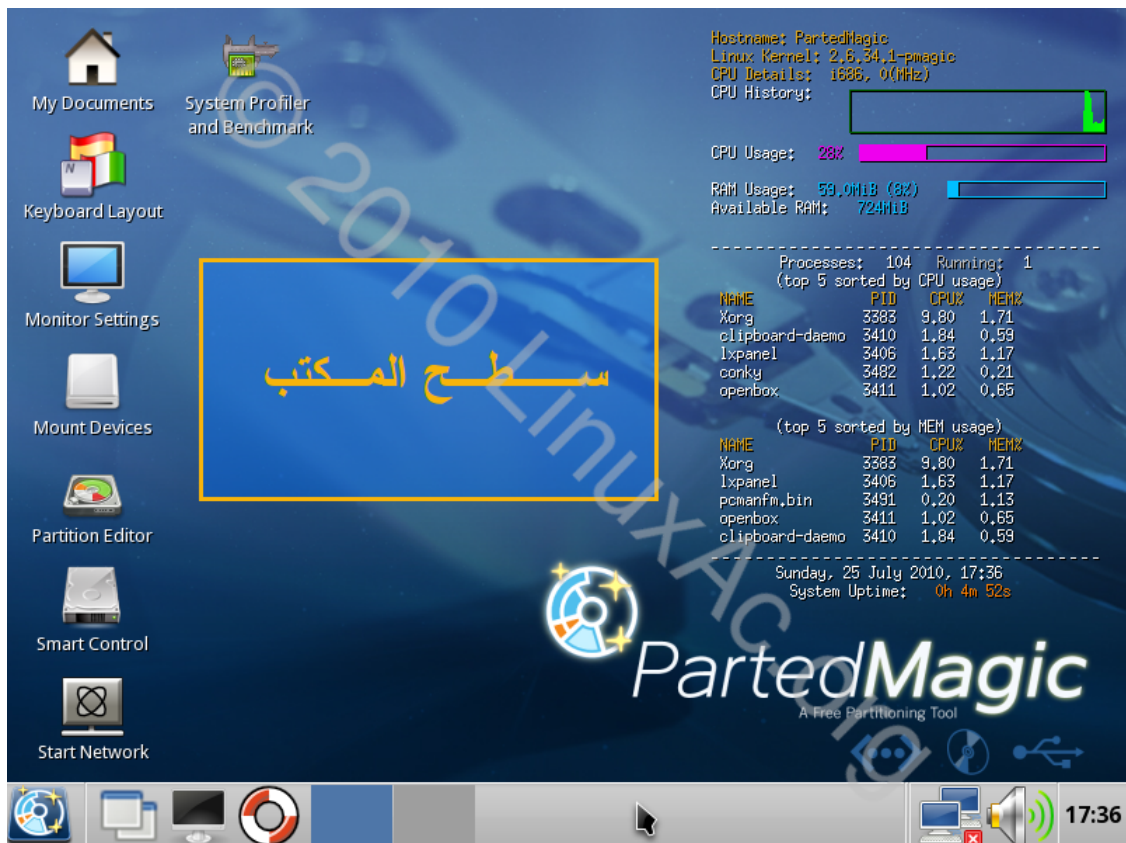 My Documents
System Profiler
and Benchmark
Keyboard Layout
Monitor Settings
Mount Devices
Partition Editor
Smart Control
Start Network
سطح المكتب
Hostname: PartedMagic
Linux Kernel: 2.6.34.1-pmagic
CPU Details: i686, 0(MHz)
CPU History:
CPU Usage: 28%
RAM Usage: 59.0MiB (8%)
Available RAM: 724MiB
Processes: 104 Running: 1
(top 5 sorted by CPU usage)
NAME PID CPU% MEM%
Xorg 3383 9.80 1.71
clipboard-daemo 3410 1.84 0.59
lxpanel 3406 1.63 1.17
conky 3482 1.22 0.21
openbox 3411 1.02 0.65
(top 5 sorted by MEM usage)
NAME PID CPU% MEM%
Xorg 3383 9.80 1.71
lxpanel 3406 1.63 1.17
pcmanfm.bin 3491 0.20 1.13
openbox 3411 1.02 0.65
clipboard-daemo 3410 1.84 0.59
Sunday, 25 July 2010, 17:36
System Uptime: 0h 4m 52s
PartedMagic
A Free Partitioning Tool
© 2010 LinuxAc.org
N
17:36